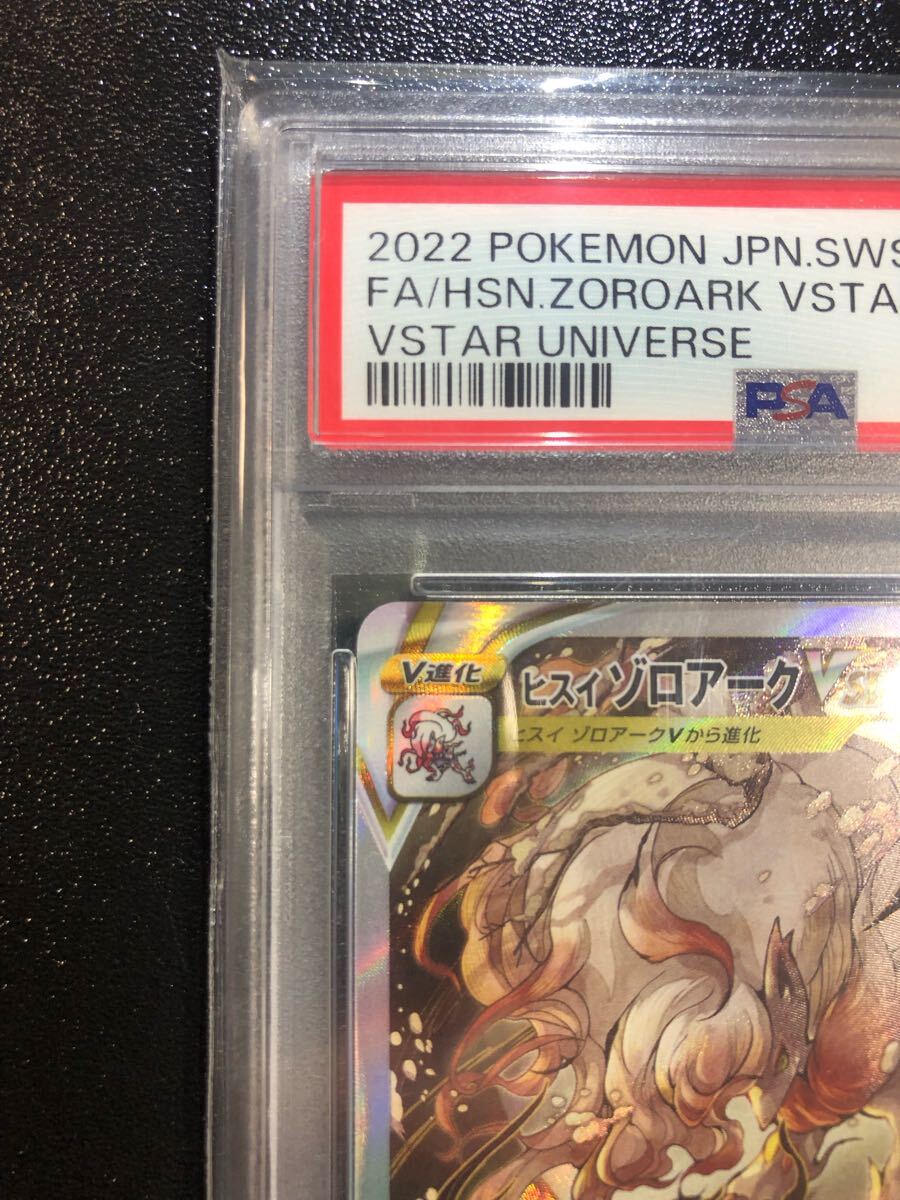 2022 POKEMON JPN.SWS
FA/HSN.ZOROARK VSTA
VSTAR UNIVERSE
PSA
V進化
ヒスイ ゾロアーク VS
ヒスイ ゾロアークVから進化